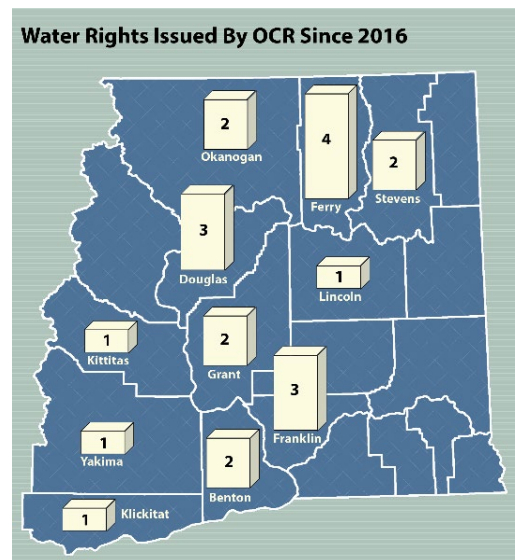 Water Rights Issued By OCR Since 2016
2
Okanogan
4
Ferry
2
Stevens
3
Douglas
1
Lincoln
1
Kittitas
2
Grant
3
Franklin
1
Yakima
2
Benton
1
Klickitat